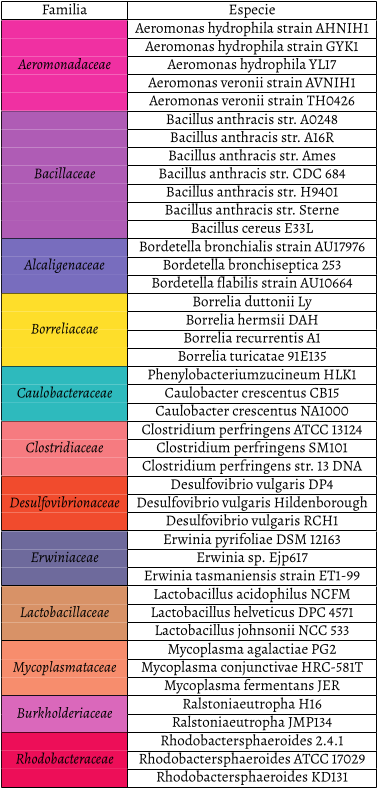 Familia Especie
Aeromonadaceae
Aeromonas hydrophila strain AHNIH1
Aeromonas hydrophila strain GYK1
Aeromonas hydrophila YL17
Aeromonas veronii strain AVNIH1
Aeromonas veronii strain TH0426
Bacillaceae
Bacillus anthracis str. A0248
Bacillus anthracis str. A16R
Bacillus anthracis str. Ames
Bacillus anthracis str. CDC 684
Bacillus anthracis str. H9401
Bacillus anthracis str. Sterne
Bacillus cereus E33L
Alcaligenaceae
Bordetella bronchialis strain AU17976
Bordetella bronchiseptica 253
Bordetella flabilis strain AU10664
Borreliaceae
Borrelia duttonii Ly
Borrelia hermsii DAH
Borrelia recurrentis A1
Borrelia turicatae 91E135
Caulobacteraceae
Phenylobacteriumzucineum HLK1
Caulobacter crescentus CB15
Caulobacter crescentus NA1000
Clostridiaceae
Clostridium perfringens ATCC 13124
Clostridium perfringens SM101
Clostridium perfringens str. 13 DNA
Desulfovibrionaceae
Desulfovibrio vulgaris DP4
Desulfovibrio vulgaris Hildenborough
Desulfovibrio vulgaris RCH1
Erwiniaceae
Erwinia pyrifoliae DSM 12163
Erwinia sp. Ejp617
Erwinia tasmaniensis strain ET1-99
Lactobacillaceae
Lactobacillus acidophilus NCFM
Lactobacillus helveticus DPC 4571
Lactobacillus johnsonii NCC 533
Mycoplasmataceae
Mycoplasma agalactiae PG2
Mycoplasma conjunctivae HRC-581T
Mycoplasma fermentans JER
Burkholderiaceae
Ralstoniaeutropha H16
Ralstoniaeutropha JMP134
Rhodobacteraceae
Rhodobactersphaeroides 2.4.1
Rhodobactersphaeroides ATCC 17029
Rhodobactersphaeroides KD131